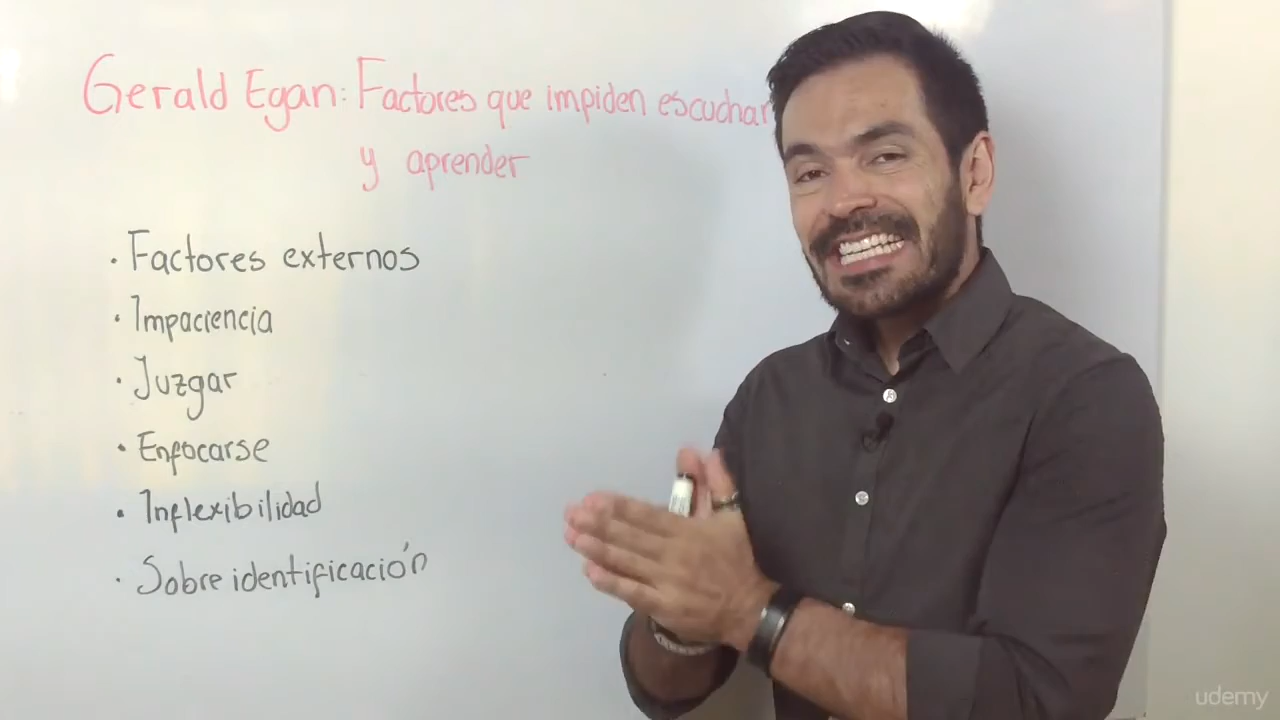 Gerald Egan: Factores que impiden escuchar
y aprender
· Factores externos
· Impaciencia
· Juzgar
· Enfocarse
· Inflexibilidad
· Sobre identificación
udemy